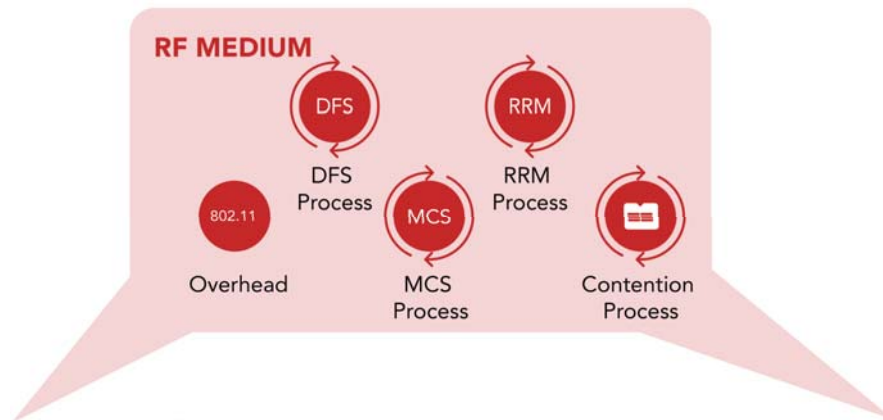 RF MEDIUM
DFS
DFS
Process
RRM
RRM
Process
802.11
Overhead
MCS
MCS
Process
Contention
Process